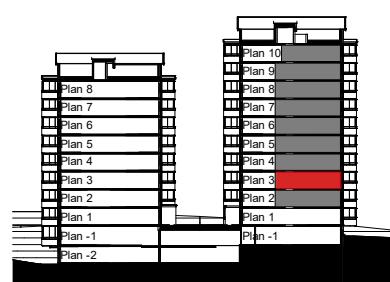 Plan 8
Plan 7
Plan 6
Plan 5
Plan 4
Plan 3
Plan 2
Plan 1
Plan -1
Plan -2
Plan 10
Plan 9
Plan 8
Plan 7
Plan 6
Plan 5
Plan 4
Plan 3
Plan 2
Plan 1
Plan -1